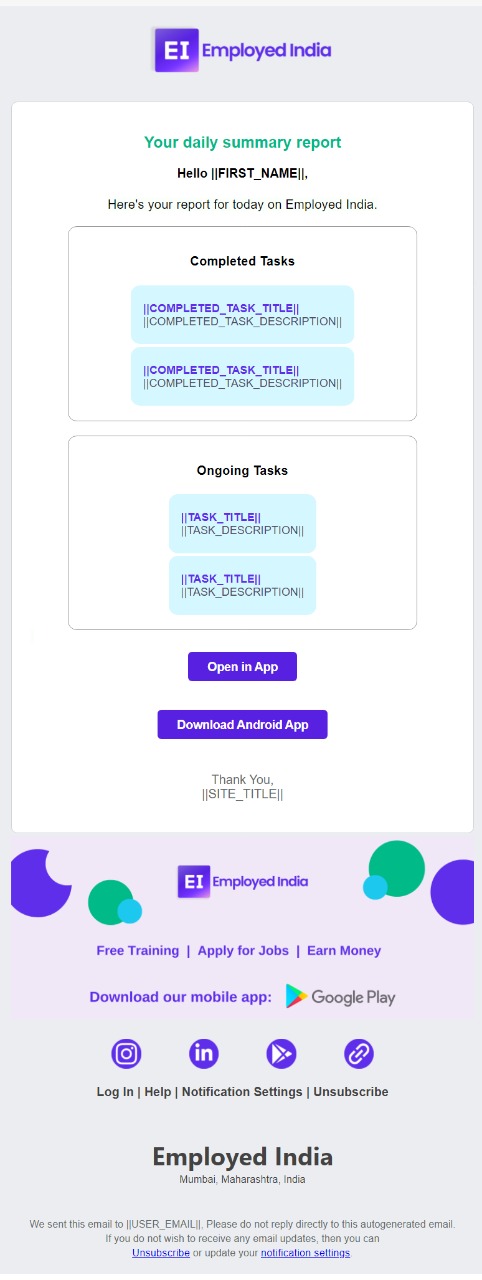 EI Employed India
Your daily summary report
Hello ||FIRST_NAME||,
Here's your report for today on Employed India.
Completed Tasks
||COMPLETED_TASK_TITLE||
||COMPLETED_TASK_DESCRIPTION||
||COMPLETED_TASK_TITLE||
||COMPLETED_TASK_DESCRIPTION||
Ongoing Tasks
||TASK_TITLE||
||TASK_DESCRIPTION||
||TASK_TITLE||
||TASK_DESCRIPTION||
Open in App
Download Android App
Thank You,
||SITE_TITLE||
EI Employed India
Free Training | Apply for Jobs | Earn Money
Download our mobile app: Google Play
in
Log In | Help | Notification Settings | Unsubscribe
Employed India
Mumbai, Maharashtra, India
We sent this email to ||USER_EMAIL||, Please do not reply directly to this autogenerated email.
If you do not wish to receive any email updates, then you can
Unsubscribe or update your notification settings.